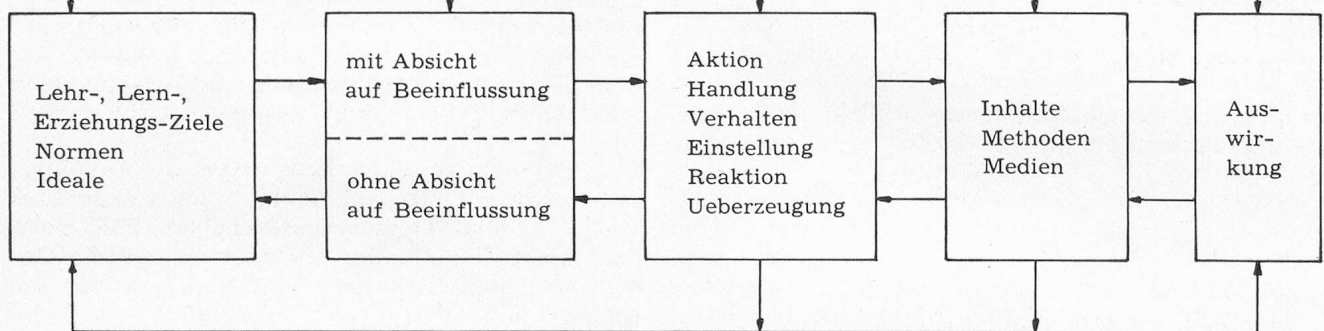 Lehr-, Lern-,
Erziehungs-Ziele
Normen
Ideale
mit Absicht
auf Beeinflussung
ohne Absicht
auf Beeinflussung
Aktion
Handlung
Verhalten
Einstellung
Reaktion
Ueberzeugung
Inhalte
Methoden
Medien
Aus-
wir-
kung